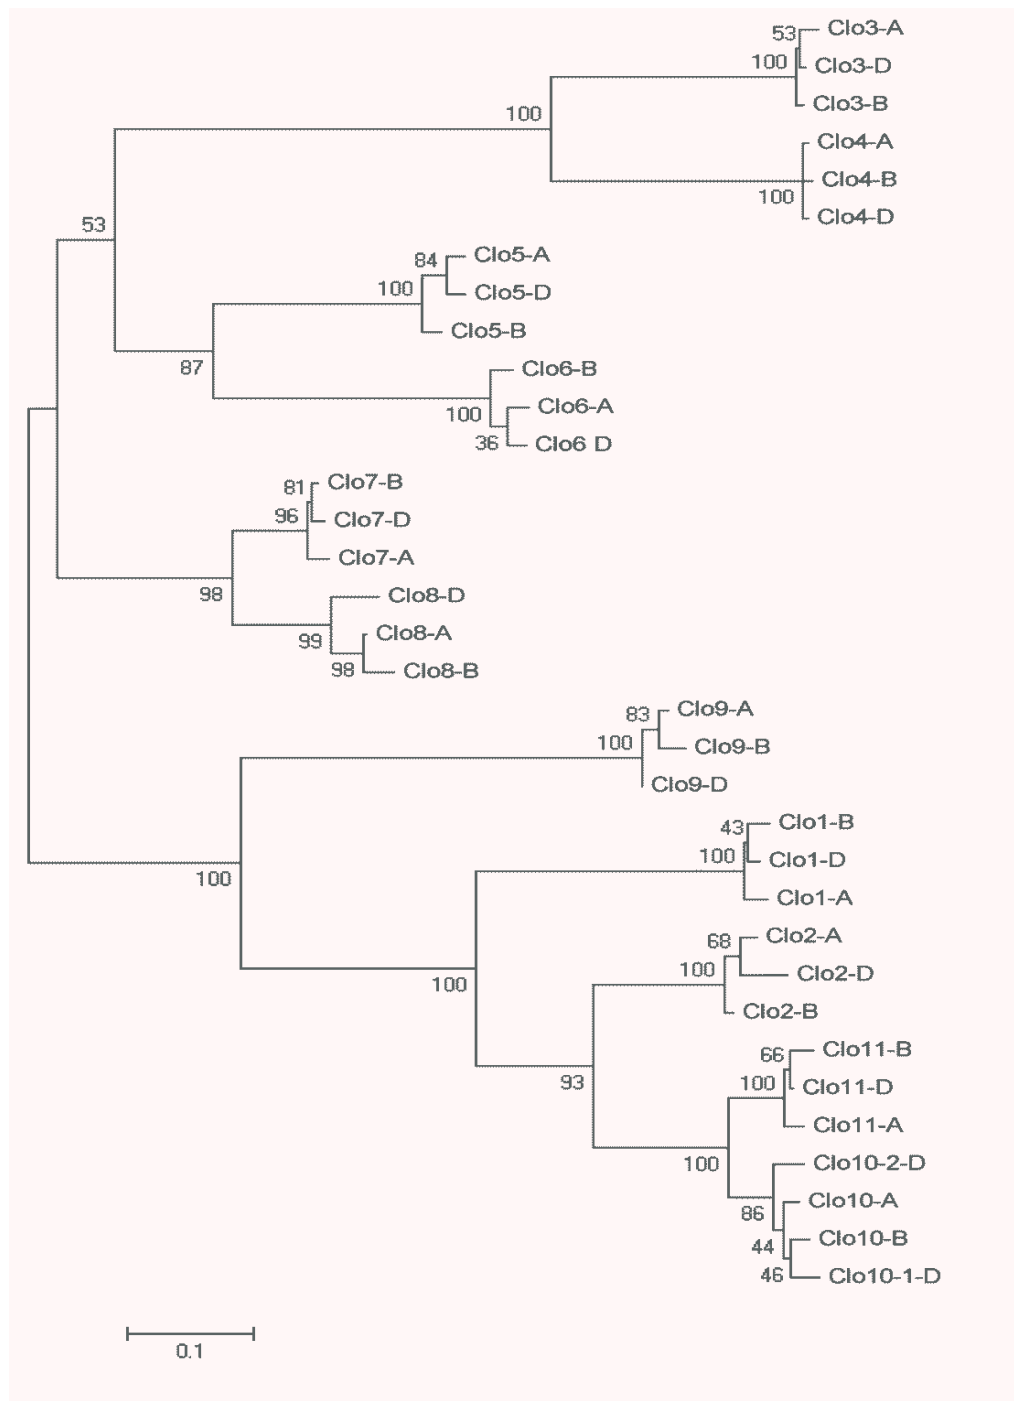 53 Clo3-A
100 Clo3-D
Clo3-B
100
Clo4-A
Clo4-B
100
Clo4-D
53
84 Clo5-A
100 Clo5-D
Clo5-B
87
Clo6-B
100 Clo6-A
36 Clo6 D
81 Clo7-B
96 Clo7-D
Clo7-A
98
Clo8-D
99 Clo8-A
98 Clo8-B
83 Clo9-A
100 Clo9-B
Clo9-D
100
43 Clo1-B
100 Clo1-D
Clo1-A
100
68 Clo2-A
100 Clo2-D
Clo2-B
93
66 Clo11-B
100 Clo11-D
Clo11-A
100
Clo10-2-D
86 Clo10-A
44 Clo10-B
46 Clo10-1-D
0.1